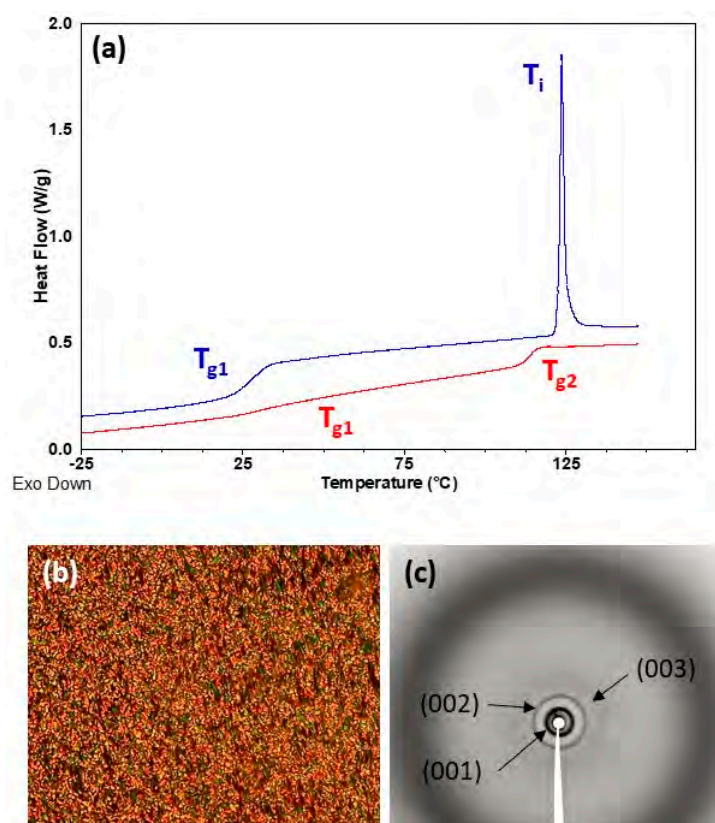 (a)
2.0
1.5
1.0
0.5
0.0
Heat Flow (W/g)
Ti
Tg1
Tg2
Tg1
-25
25
75
125
Exo Down
Temperature (°C)
(b)
(c)
(003)
(002)
(001)